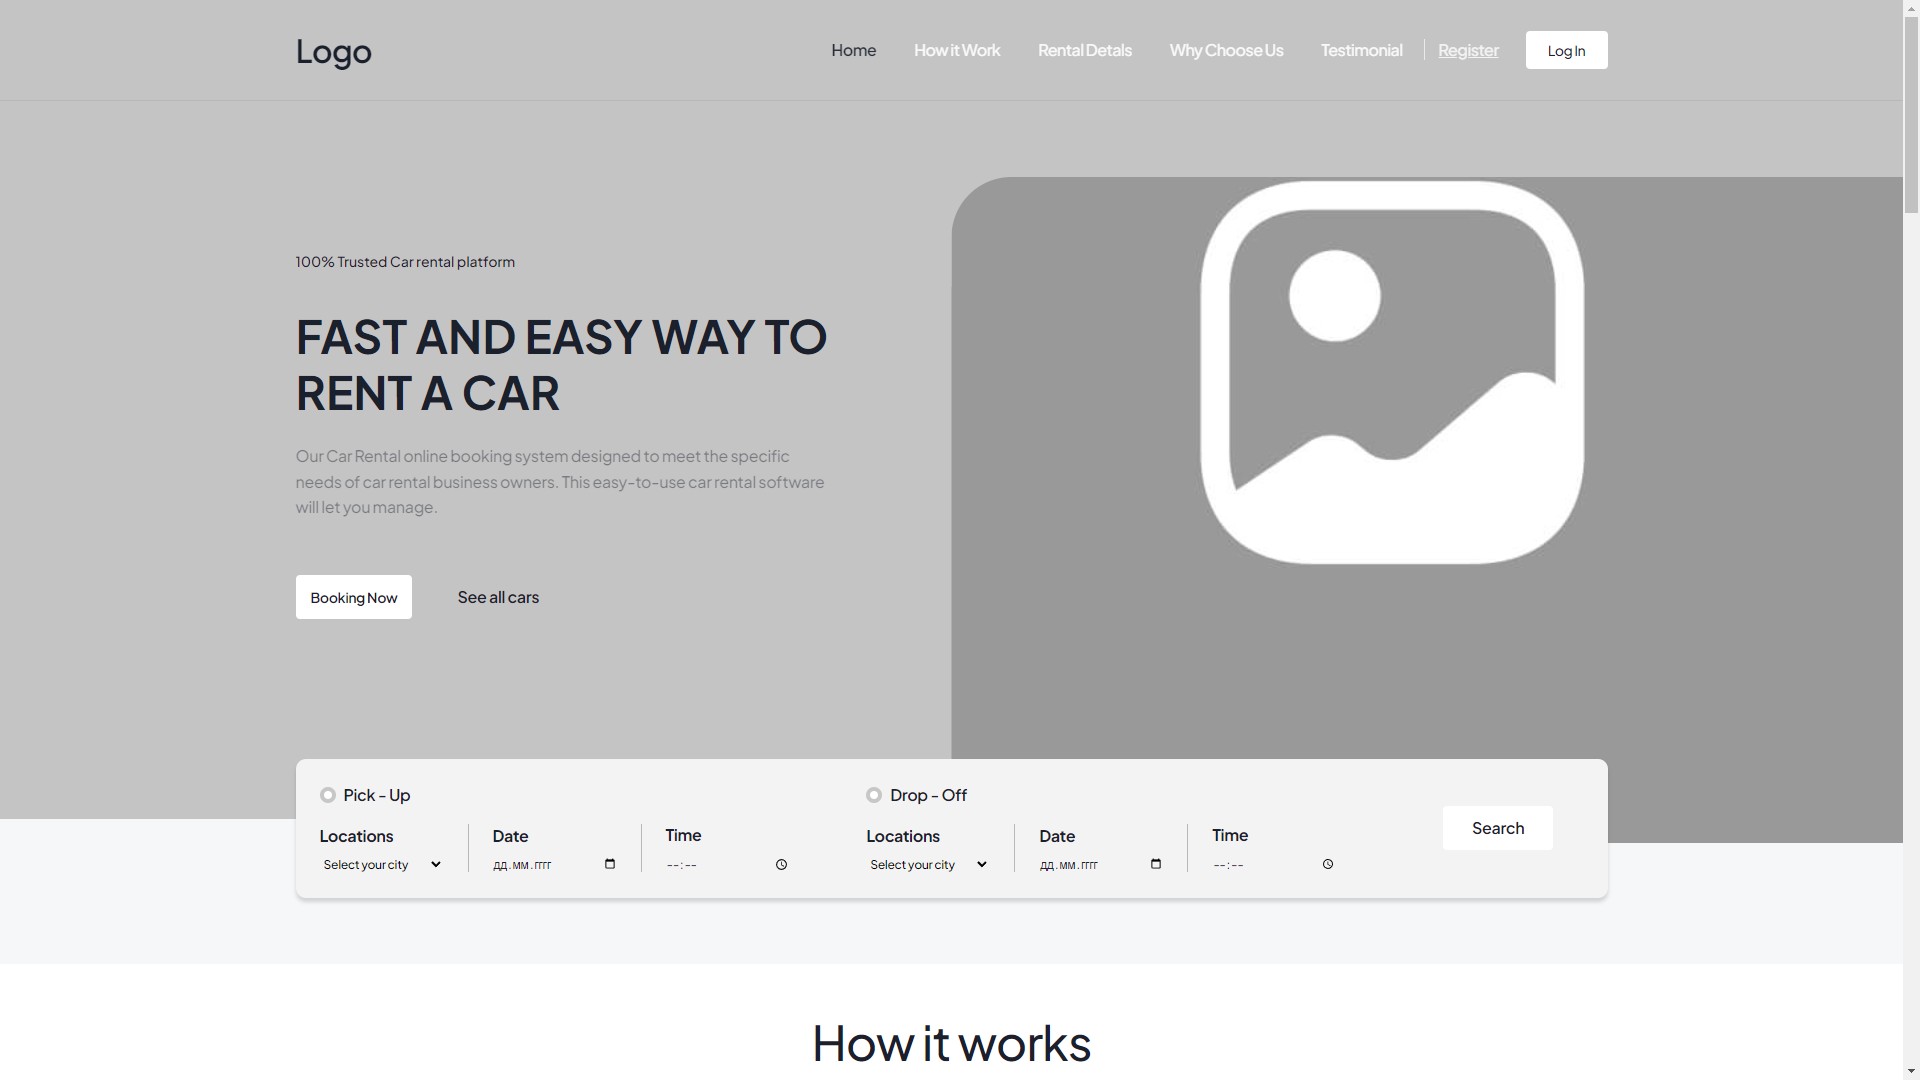 Logo
Home How it Work Rental Detals Why Choose Us Testimonial Register Log In
100% Trusted Car rental platform
FAST AND EASY WAY TO
RENT A CAR
Our Car Rental online booking system designed to meet the specific
needs of car rental business owners. This easy-to-use car rental software
will let you manage.
Booking Now See all cars
Pick - Up
Locations Date Time
Select your city дд.мм.гггг --:--
Drop - Off
Locations Date Time
Select your city дд.мм.гггг --:--
Search
How it works